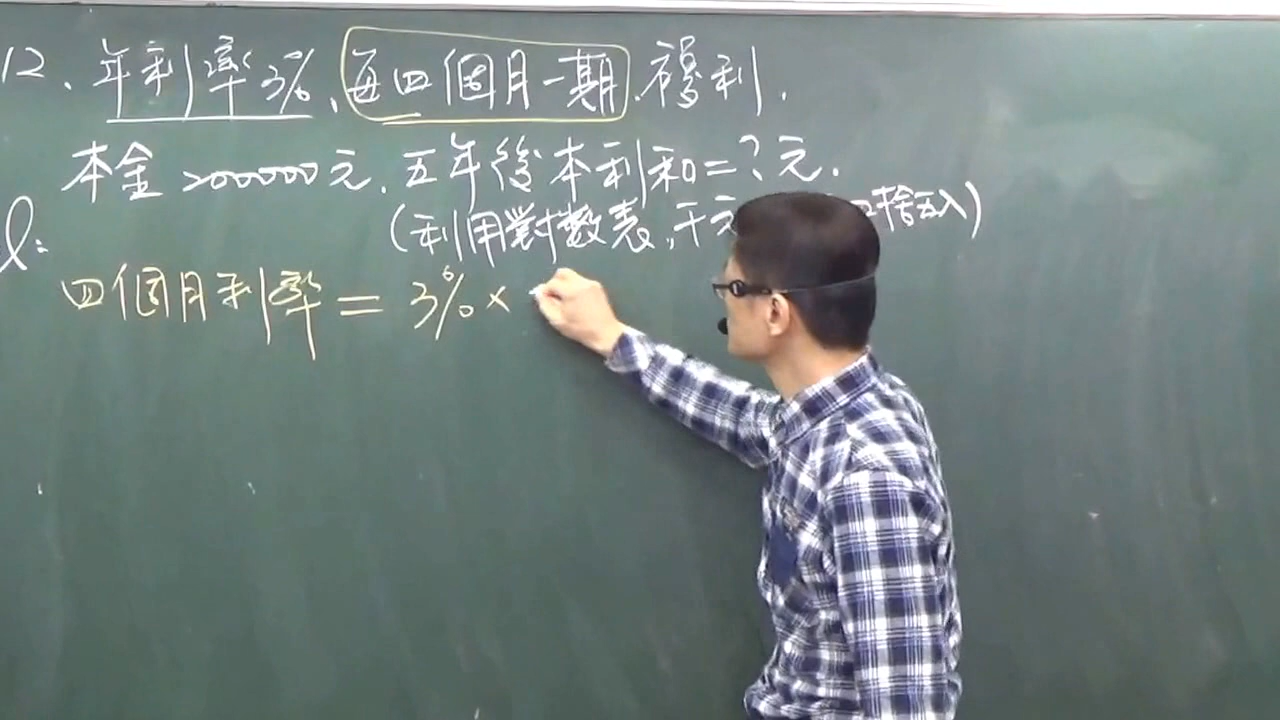 12、年利率3%、每四個月一期.複利.
本金200000元.五年後本利和=?元.
(利用對數表,千元 四捨五入)
sol:
四個月利率=3%×